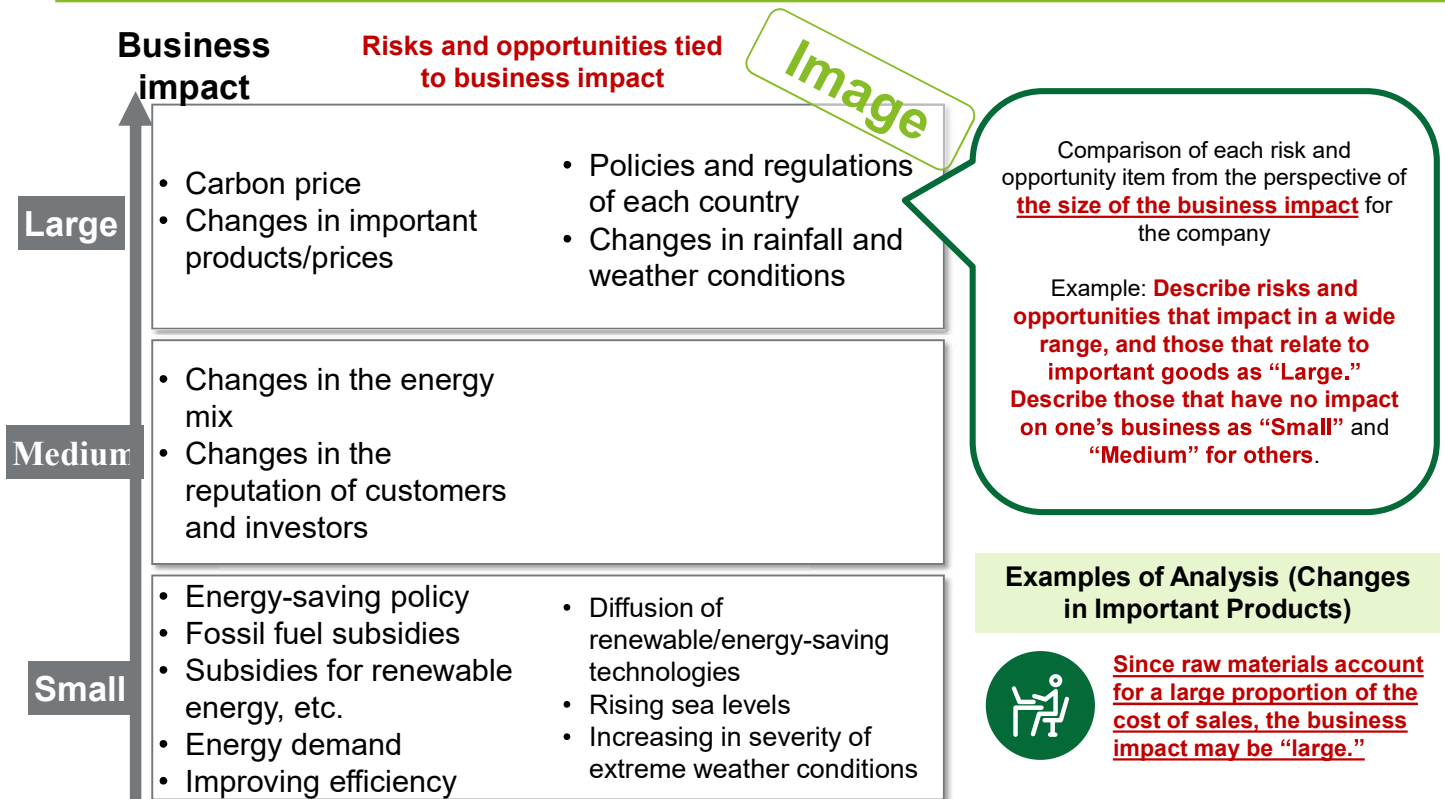 Business
impact
Risks and opportunities tied
to business impact
Image
Large
• Carbon price
• Changes in important
products/prices
• Policies and regulations
of each country
• Changes in rainfall and
weather conditions
Medium
• Changes in the energy
mix
• Changes in the
reputation of customers
and investors
Small
• Energy-saving policy
• Fossil fuel subsidies
• Subsidies for renewable
energy, etc.
• Energy demand
• Improving efficiency
• Diffusion of
renewable/energy-saving
technologies
• Rising sea levels
• Increasing in severity of
extreme weather conditions
Comparison of each risk and
opportunity item from the perspective of
the size of the business impact for
the company
Example: Describe risks and
opportunities that impact in a wide
range, and those that relate to
important goods as “Large.”
Describe those that have no impact
on one’s business as “Small” and
“Medium” for others.
Examples of Analysis (Changes
in Important Products)
Since raw materials account
for a large proportion of the
cost of sales, the business
impact may be “large.”